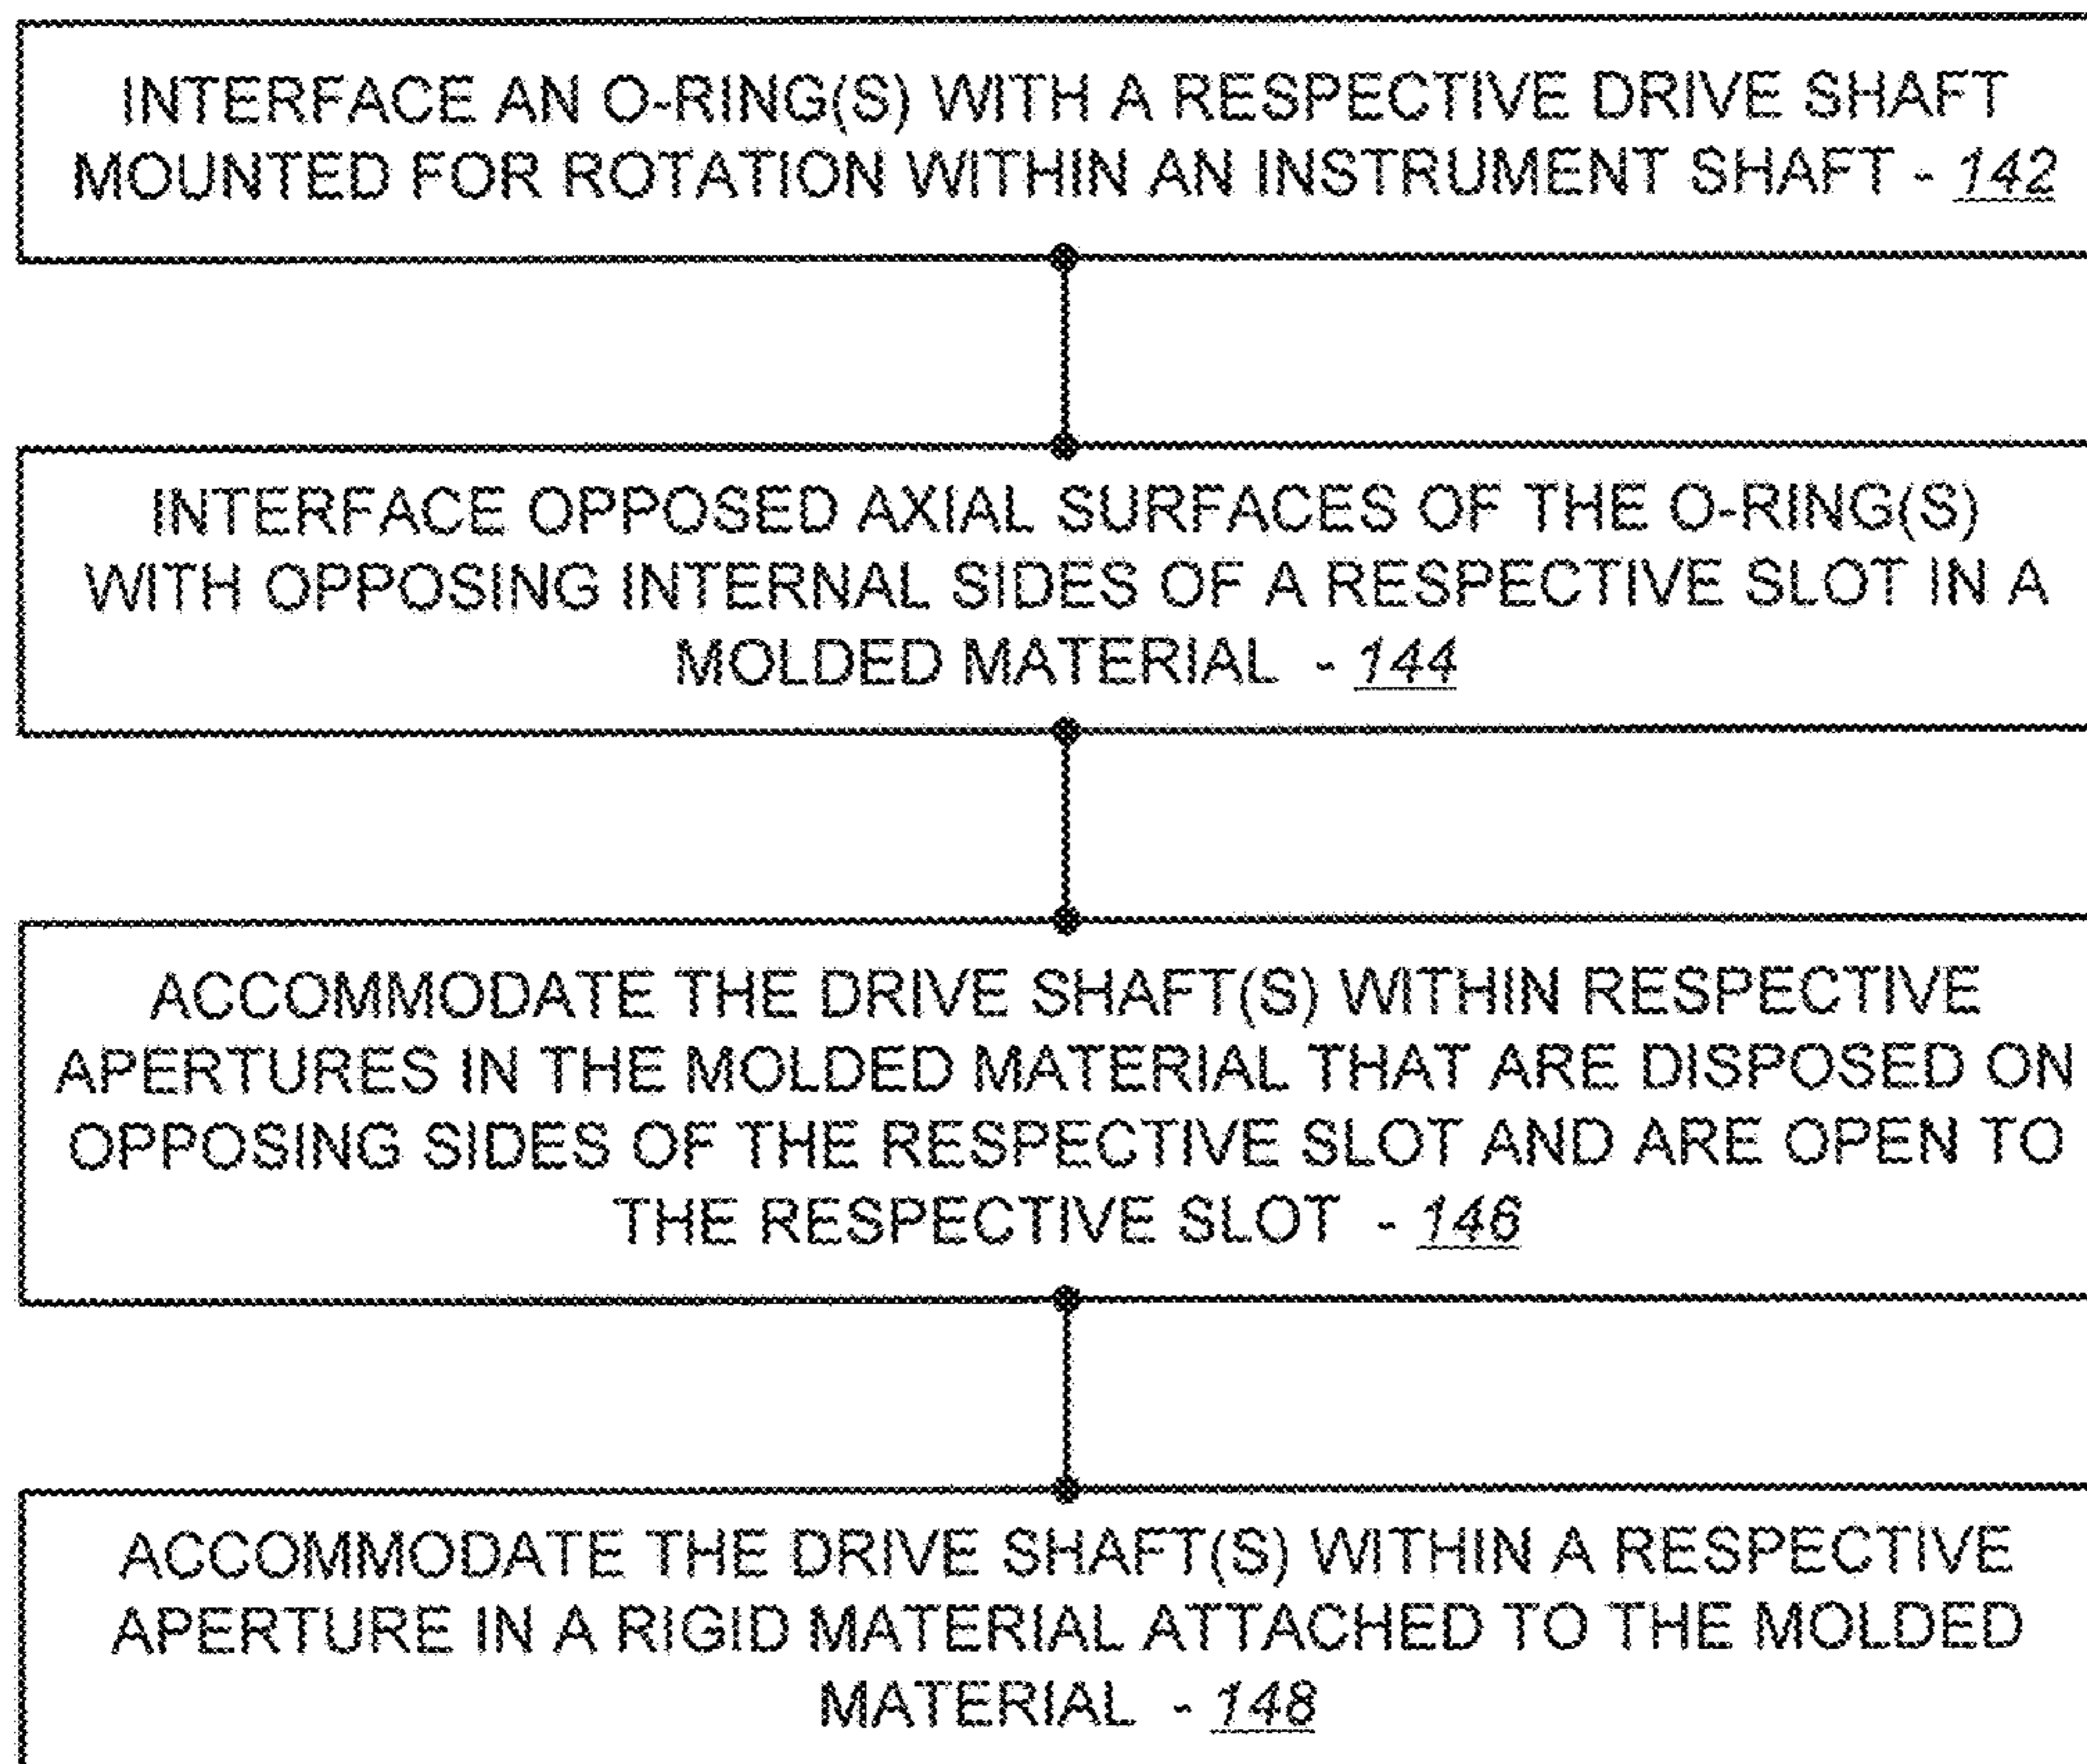 INTERFACE AN O-RING(S) WITH A RESPECTIVE DRIVE SHAFT
MOUNTED FOR ROTATION WITHIN AN INSTRUMENT SHAFT - 142
INTERFACE OPPOSED AXIAL SURFACES OF THE O-RING(S)
WITH OPPOSING INTERNAL SIDES OF A RESPECTIVE SLOT IN A
MOLDED MATERIAL - 144
ACCOMMODATE THE DRIVE SHAFT(S) WITHIN RESPECTIVE
APERTURES IN THE MOLDED MATERIAL THAT ARE DISPOSED ON
OPPOSING SIDES OF THE RESPECTIVE SLOT AND ARE OPEN TO
THE RESPECTIVE SLOT - 146
ACCOMMODATE THE DRIVE SHAFT(S) WITHIN A RESPECTIVE
APERTURE IN A RIGID MATERIAL ATTACHED TO THE MOLDED
MATERIAL - 148